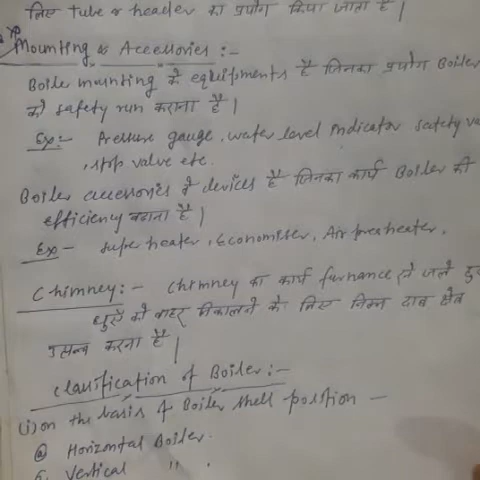 लिए tube or header का प्रयोग किया जाता है |
Mounting & Accessories :-
Boiler mounting वे equipments है जिनका प्रयोग Boiler
को safety run कराना है |
Ex:- Pressure gauge, water level Indicator safety va
, stop valve etc.
Boiler accessories वे devices है जिनका कार्य Boiler की
efficiency बढाना है |
Ex - super heater, Economiser, Air preheater.
Chimney :- chimney का कार्य furnance से जले हु
धुएँ को बाहर निकालने के लिए निम्न दाब क्षेत्र
उत्पन्न करना है |
Classification of Boiler :-
(i) on the basis of Boiler shell position -
(a) Horizontal Boiler.
Vertical " .